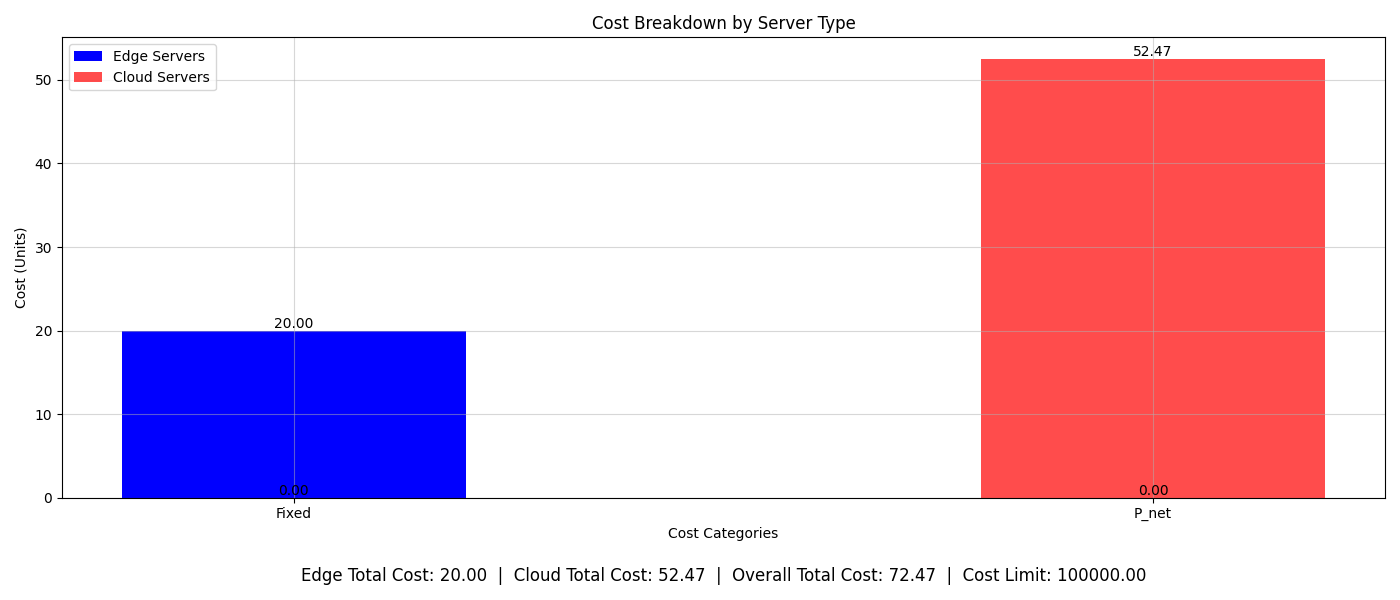 Cost Breakdown by Server Type
Edge Servers
Cloud Servers
Cost (Units)
50
40
30
20
10
0
52.47
20.00
0.00
0.00
Fixed
P_net
Cost Categories
Edge Total Cost: 20.00 | Cloud Total Cost: 52.47 | Overall Total Cost: 72.47 | Cost Limit: 100000.00